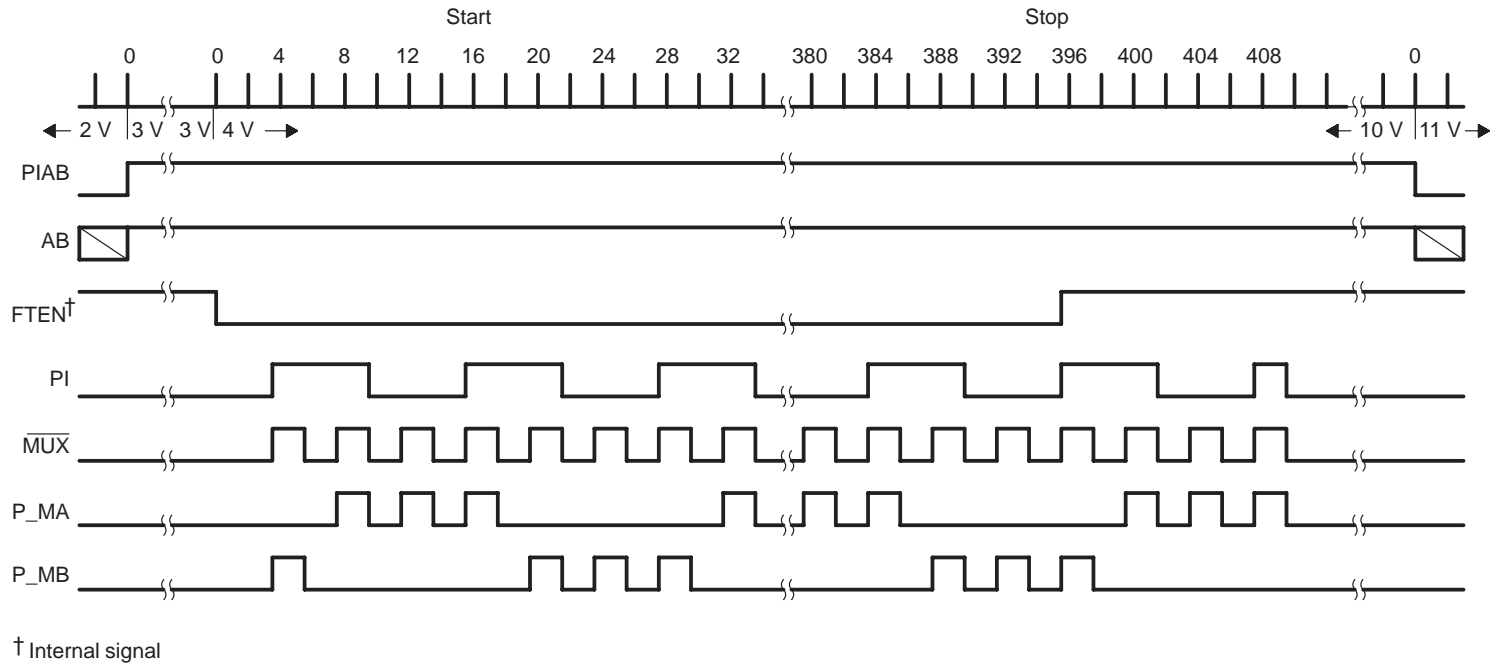 Start Stop
0 0 4 8 12 16 20 24 28 32 380 384 388 392 396 400 404 408 0
2 V 3 V 3 V 4 V 10 V 11 V
PIAB
AB
FTEN†
PI
MUX
P_MA
P_MB
† Internal signal